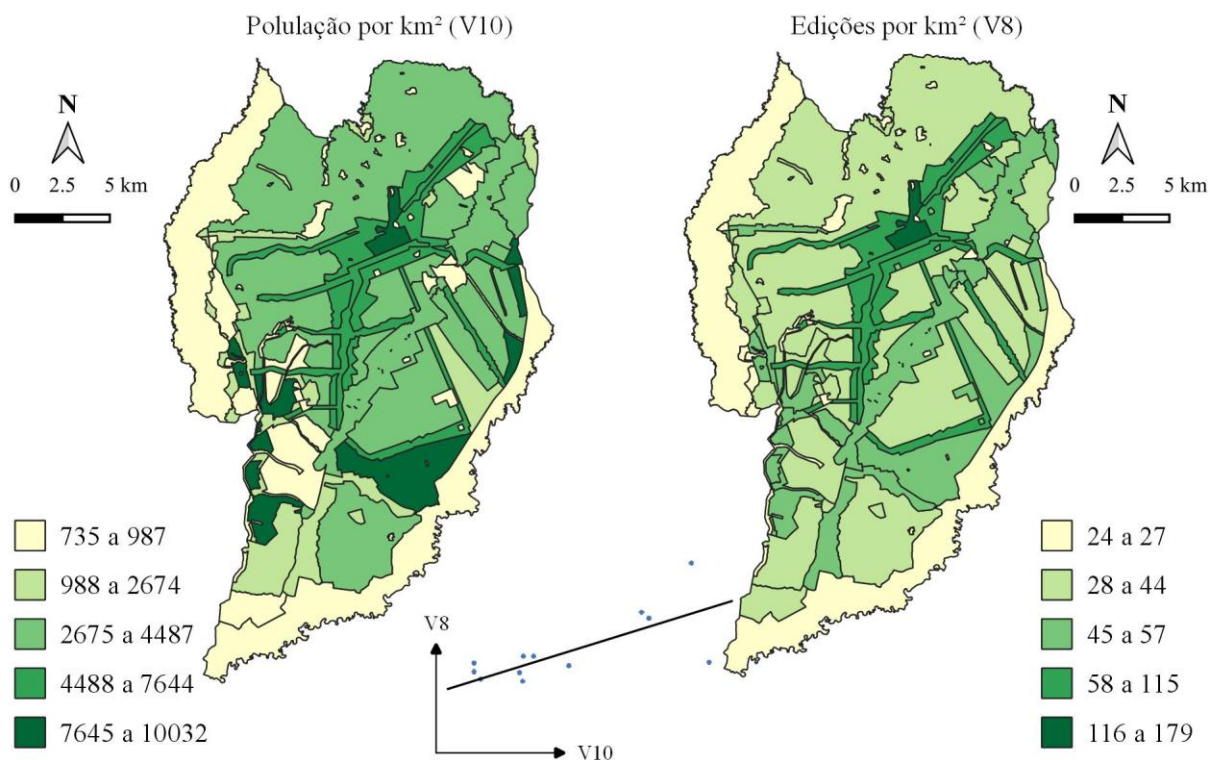 Polulação por km² (V10)
Edições por km² (V8)
N
0 2.5 5 km
N
0 2.5 5 km
735 a 987
988 a 2674
2675 a 4487
4488 a 7644
7645 a 10032
V8
V10
24 a 27
28 a 44
45 a 57
58 a 115
116 a 179